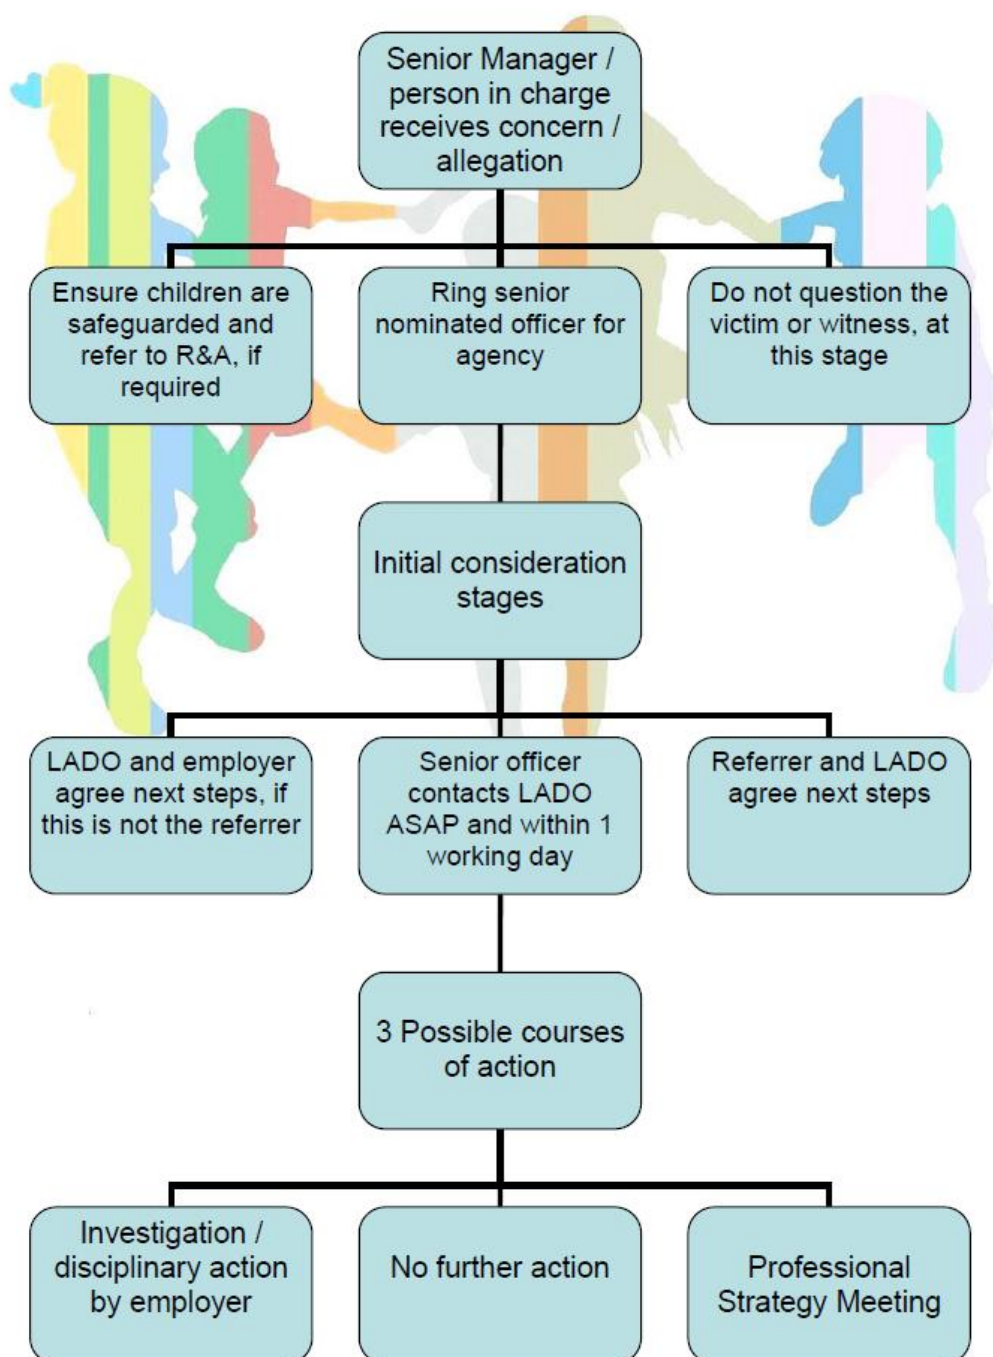 Senior Manager /
person in charge
receives concern /
allegation
Ensure children are
safeguarded and
refer to R&A, if
required
Ring senior
nominated officer for
agency
Do not question the
victim or witness, at
this stage
Initial consideration
stages
LADO and employer
agree next steps, if
this is not the referrer
Senior officer
contacts LADO
ASAP and within 1
working day
Referrer and LADO
agree next steps
3 Possible courses
of action
Investigation /
disciplinary action
by employer
No further action
Professional
Strategy Meeting